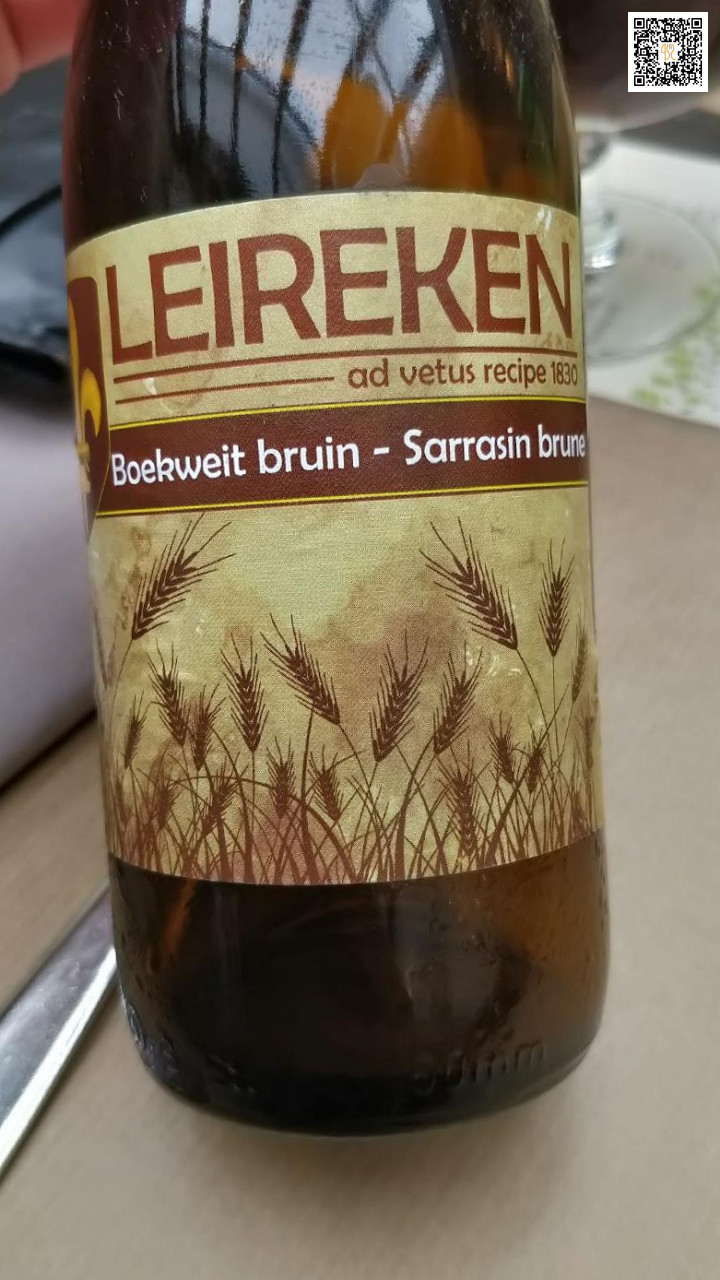 LEIREKEN
ad vetus recipe 1830
Boekweit bruin - Sarrasin brune